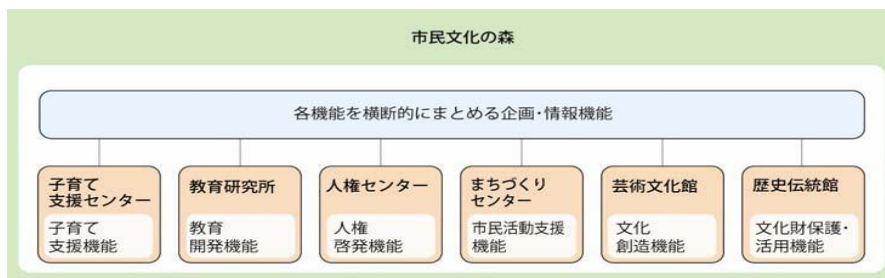 市民文化の森
各機能を横断的にまとめる企画・情報機能
子育て
支援センター
子育て
支援機能
教育研究所
教育
開発機能
人権センター
人権
啓発機能
まちづくり
センター
市民活動支援
機能
芸術文化館
文化
創造機能
歴史伝統館
文化財保護・
活用機能